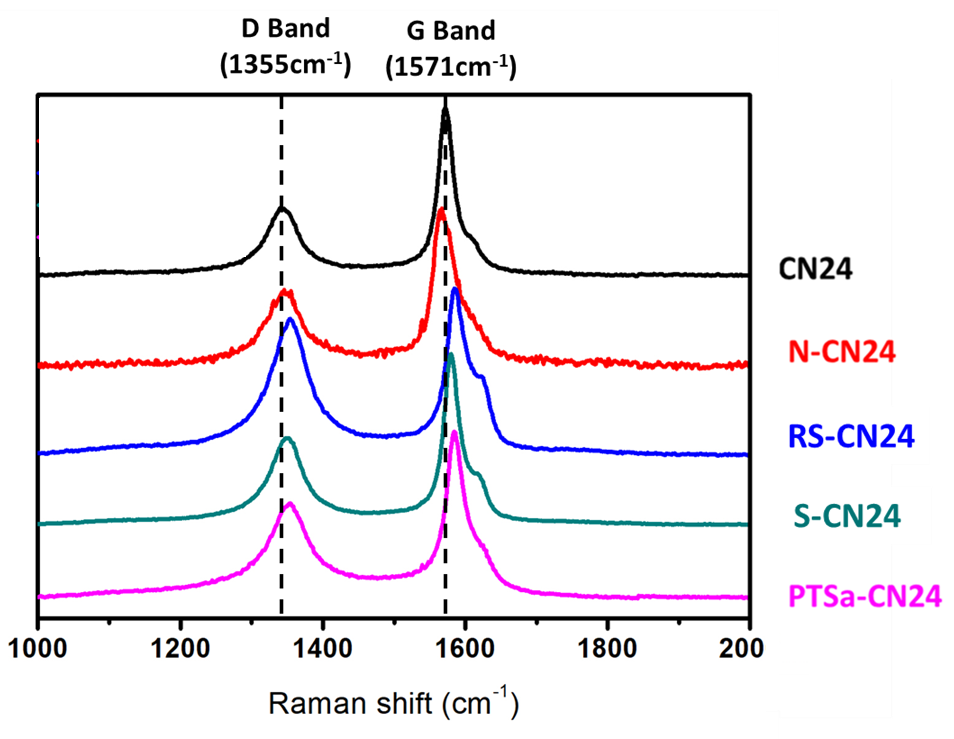 D Band
(1355cm-1)
G Band
(1571cm-1)
CN24
N-CN24
RS-CN24
S-CN24
PTSa-CN24
1000 1200 1400 1600 1800 200
Raman shift (cm-1)